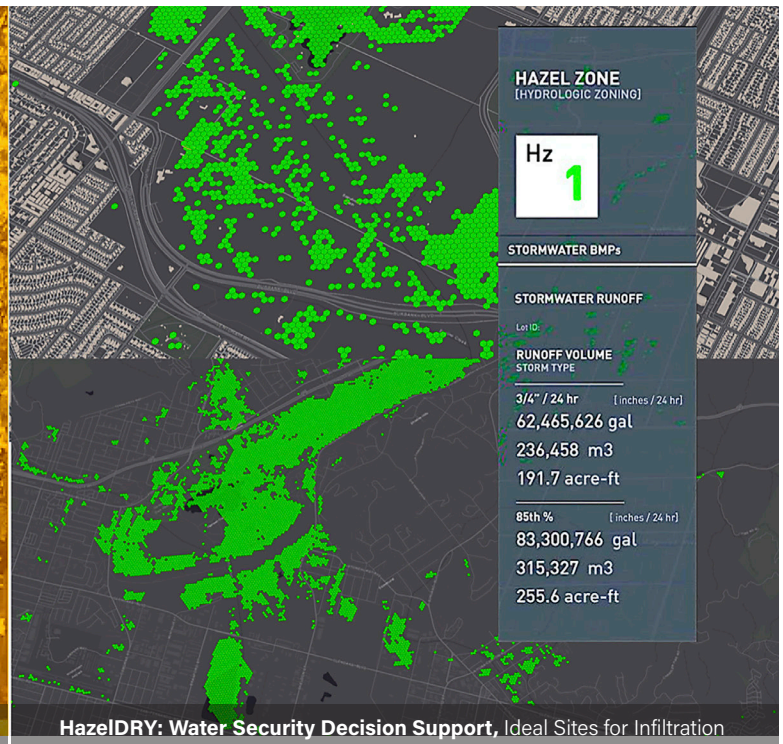 HAZEL ZONE
[HYDROLOGIC ZONING]
Hz
1
STORMWATER BMPs
STORMWATER RUNOFF
Lot ID:
RUNOFF VOLUME
STORM TYPE
3/4" / 24 hr [ inches / 24 hr]
62,465,626 gal
236,458 m3
191.7 acre-ft
85th % [ inches / 24 hr]
83,300,766 gal
315,327 m3
255.6 acre-ft
HazelDRY: Water Security Decision Support, Ideal Sites for Infiltration